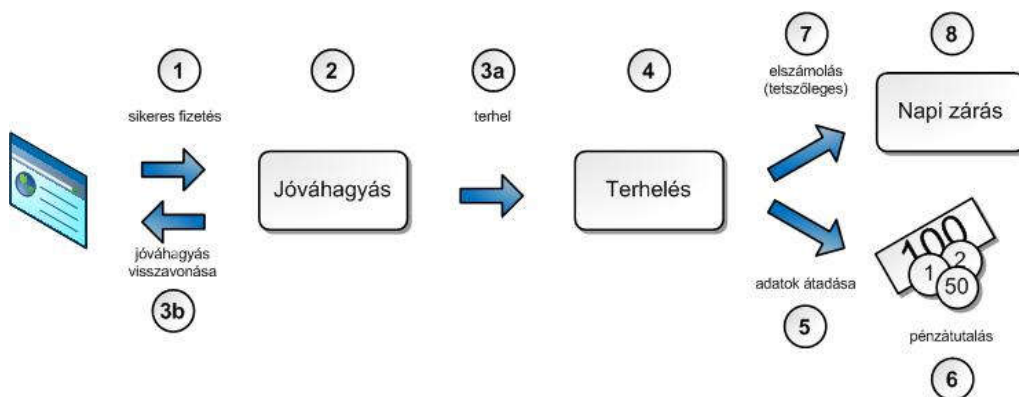 1
sikeres fizetés
2
Jóváhagyás
3a
terhel
4
Terhelés
7
elszámolás
(tetszőleges)
8
Napi zárás
jóváhagyás
visszavonása
3b
adatok átadása
5
100
1
2
50
pénzátutalás
6